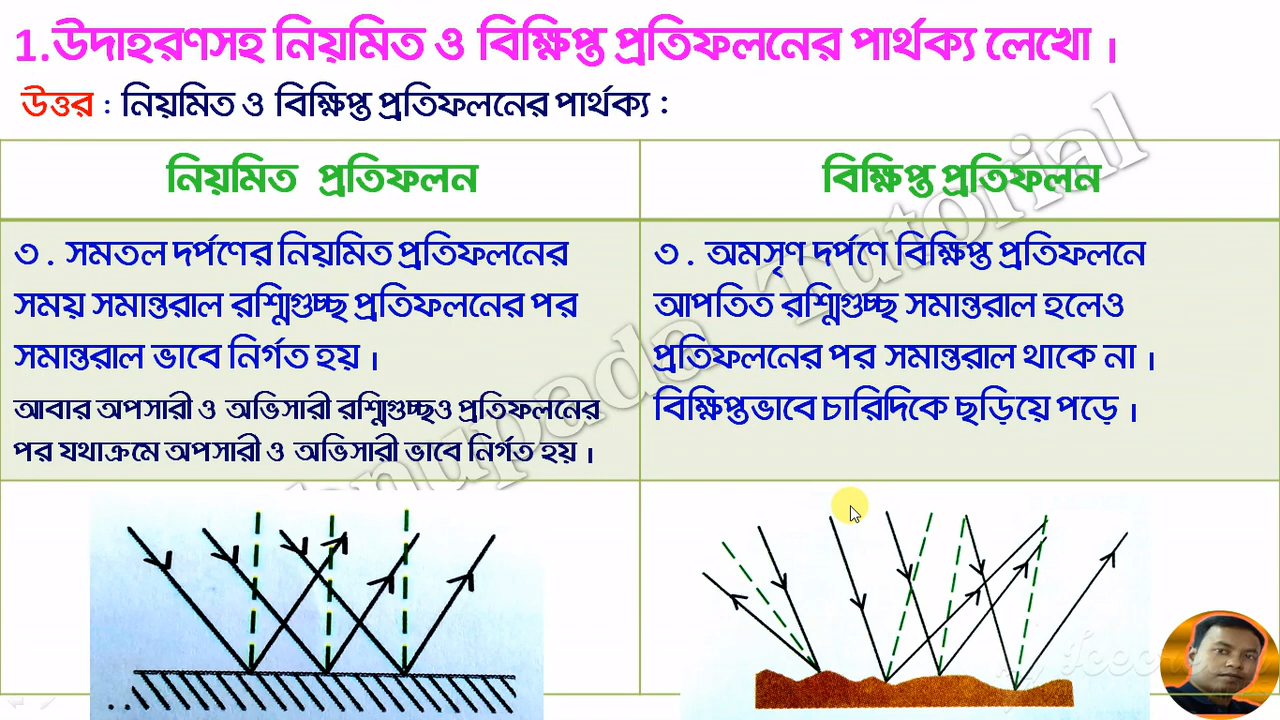 1.উদাহরণসহ নিয়মিত ও বিক্ষিপ্ত প্রতিফলনের পার্থক্য লেখো ।
উত্তর : নিয়মিত ও বিক্ষিপ্ত প্রতিফলনের পার্থক্য :
নিয়মিত প্রতিফলন
বিক্ষিপ্ত প্রতিফলন
৩ . সমতল দর্পণের নিয়মিত প্রতিফলনের
সময় সমান্তরাল রশ্মিগুচ্ছ প্রতিফলনের পর
সমান্তরাল ভাবে নির্গত হয় ।
আবার অপসারী ও অভিসারী রশ্মিগুচ্ছও প্রতিফলনের
পর যথাক্রমে অপসারী ও অভিসারী ভাবে নির্গত হয় ।
৩ . অমসৃণ দর্পণে বিক্ষিপ্ত প্রতিফলনে
আপতিত রশ্মিগুচ্ছ সমান্তরাল হলেও
প্রতিফলনের পর সমান্তরাল থাকে না ।
বিক্ষিপ্তভাবে চারিদিকে ছড়িয়ে পড়ে ।
Tutorial